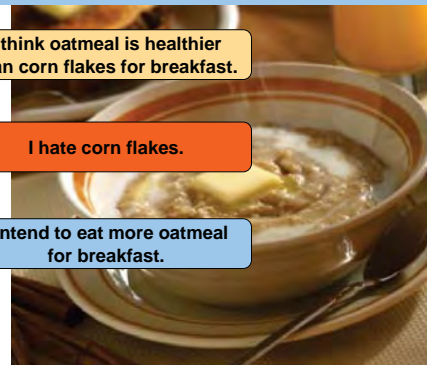 think oatmeal is healthier
an corn flakes for breakfast.
I hate corn flakes.
ntend to eat more oatmeal
for breakfast.